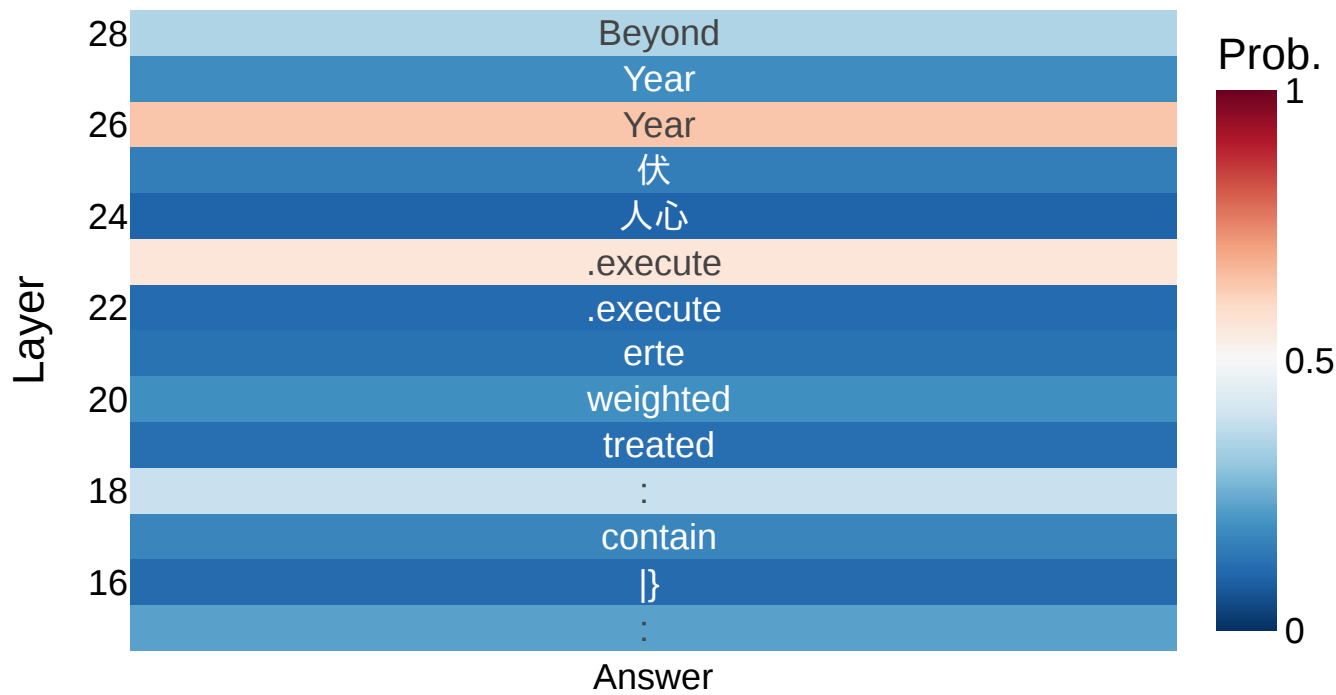 28 Beyond
Year
26 Year
伏
24 人心
.execute
22 .execute
erte
20 weighted
treated
18 :
contain
16 |}
:
Answer
Layer
Prob.
1
0.5
0